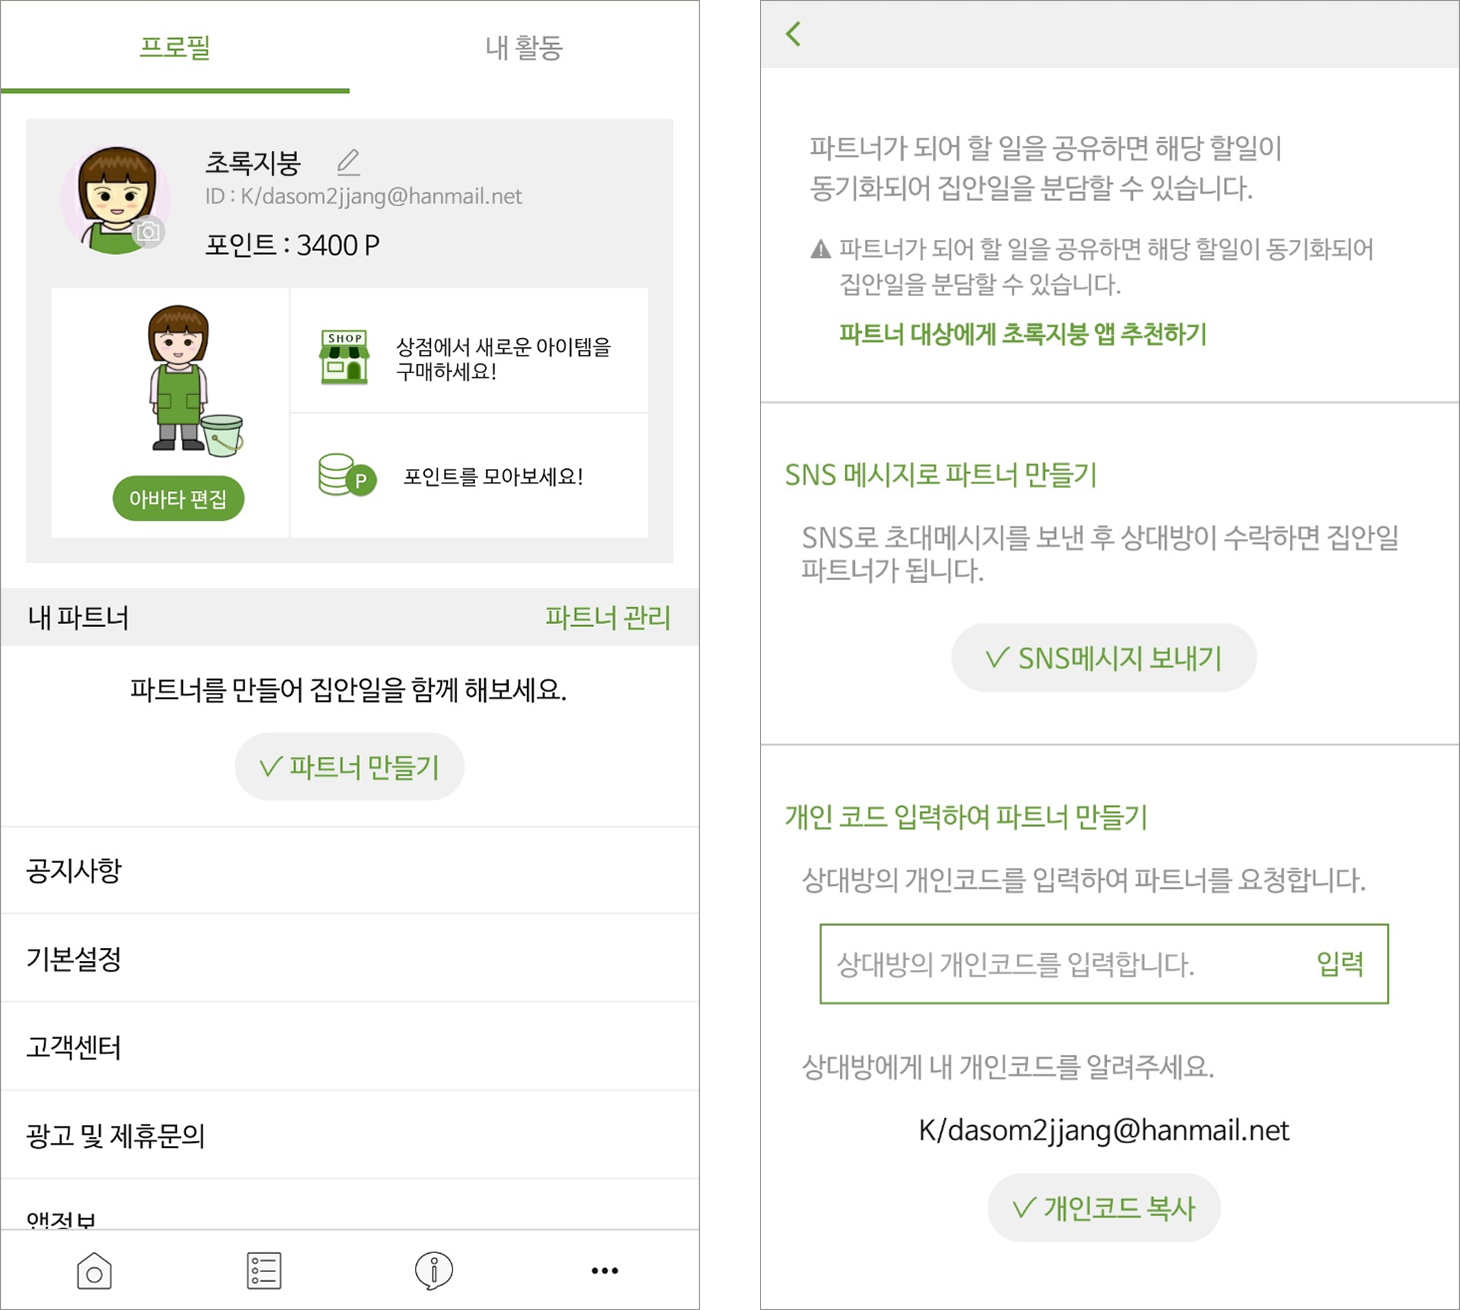 프로필
내 활동
초록지붕
ID : K/dasom2jjang@hanmail.net
포인트 : 3400 P
SHOP
상점에서 새로운 아이템을
구매하세요!
아바타 편집
P
포인트를 모아보세요!
내 파트너
파트너 관리
파트너를 만들어 집안일을 함께 해보세요.
파트너 만들기
공지사항
기본설정
고객센터
광고 및 제휴문의
앱정보
파트너가 되어 할 일을 공유하면 해당 할일이
동기화되어 집안일을 분담할 수 있습니다.
파트너가 되어 할 일을 공유하면 해당 할일이 동기화되어
집안일을 분담할 수 있습니다.
파트너 대상에게 초록지붕 앱 추천하기
SNS 메시지로 파트너 만들기
SNS로 초대메시지를 보낸 후 상대방이 수락하면 집안일
파트너가 됩니다.
SNS메시지 보내기
개인 코드 입력하여 파트너 만들기
상대방의 개인코드를 입력하여 파트너를 요청합니다.
상대방의 개인코드를 입력합니다.
입력
상대방에게 내 개인코드를 알려주세요.
K/dasom2jjang@hanmail.net
개인코드 복사